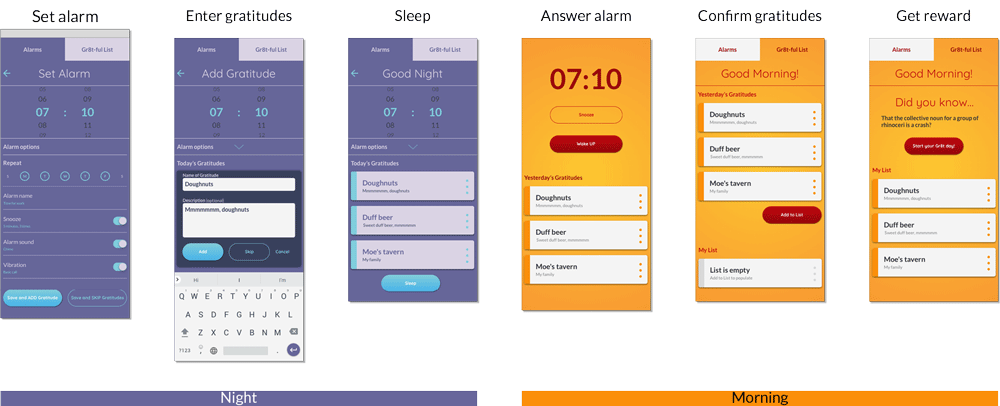 Set alarm
Enter gratitudes
Sleep
Answer alarm
Confirm gratitudes
Get reward
Alarms
Gr8t-ful List
Set Alarm
06 09
07 : 10
08 11
09 12
Alarm options
Repeat
S M T W T F S
Alarm name
Snooze
Alarm sound
Vibration
Save and ADD Gratitude
Save and SKIP Gratitudes
Alarms
Gr8t-ful List
Add Gratitude
06 09
07 : 10
08 11
Alarm options
Today's Gratitudes
Name of Gratitude
Doughnuts
Description (optional)
Mmmmmmm, doughnuts
Add
Skip
Cancel
Hi I I'm
Q W E R T Y U I O P
A S D F G H J K L
Z X C V B N M
?123 , .
Alarms
Gr8t-ful List
Good Night
06 09
07 : 10
08 11
Alarm options
Today's Gratitudes
Doughnuts
Mmmmmmm, doughnuts
Duff beer
Sweet duff beer, mmmmmm
Moe's tavern
My family
Sleep
07:10
Snooze
Wake UP
Yesterday's Gratitudes
Doughnuts
Mmmmmmm, doughnuts
Duff beer
Sweet duff beer, mmmmmm
Moe's tavern
My family
Alarms
Gr8t-ful List
Good Morning!
Yesterday's Gratitudes
Doughnuts
Mmmmmmm, doughnuts
Duff beer
Sweet duff beer, mmmmmm
Moe's tavern
My family
Add to List
My List
List is empty
Add to List to populate
Alarms
Gr8t-ful List
Good Morning!
Did you know...
That the collective noun for a group of
rhinoceri is a crash?
Start your Gr8t day!
My List
Doughnuts
Mmmmmmm, doughnuts
Duff beer
Sweet duff beer, mmmmmm
Moe's tavern
My family
Night
Morning